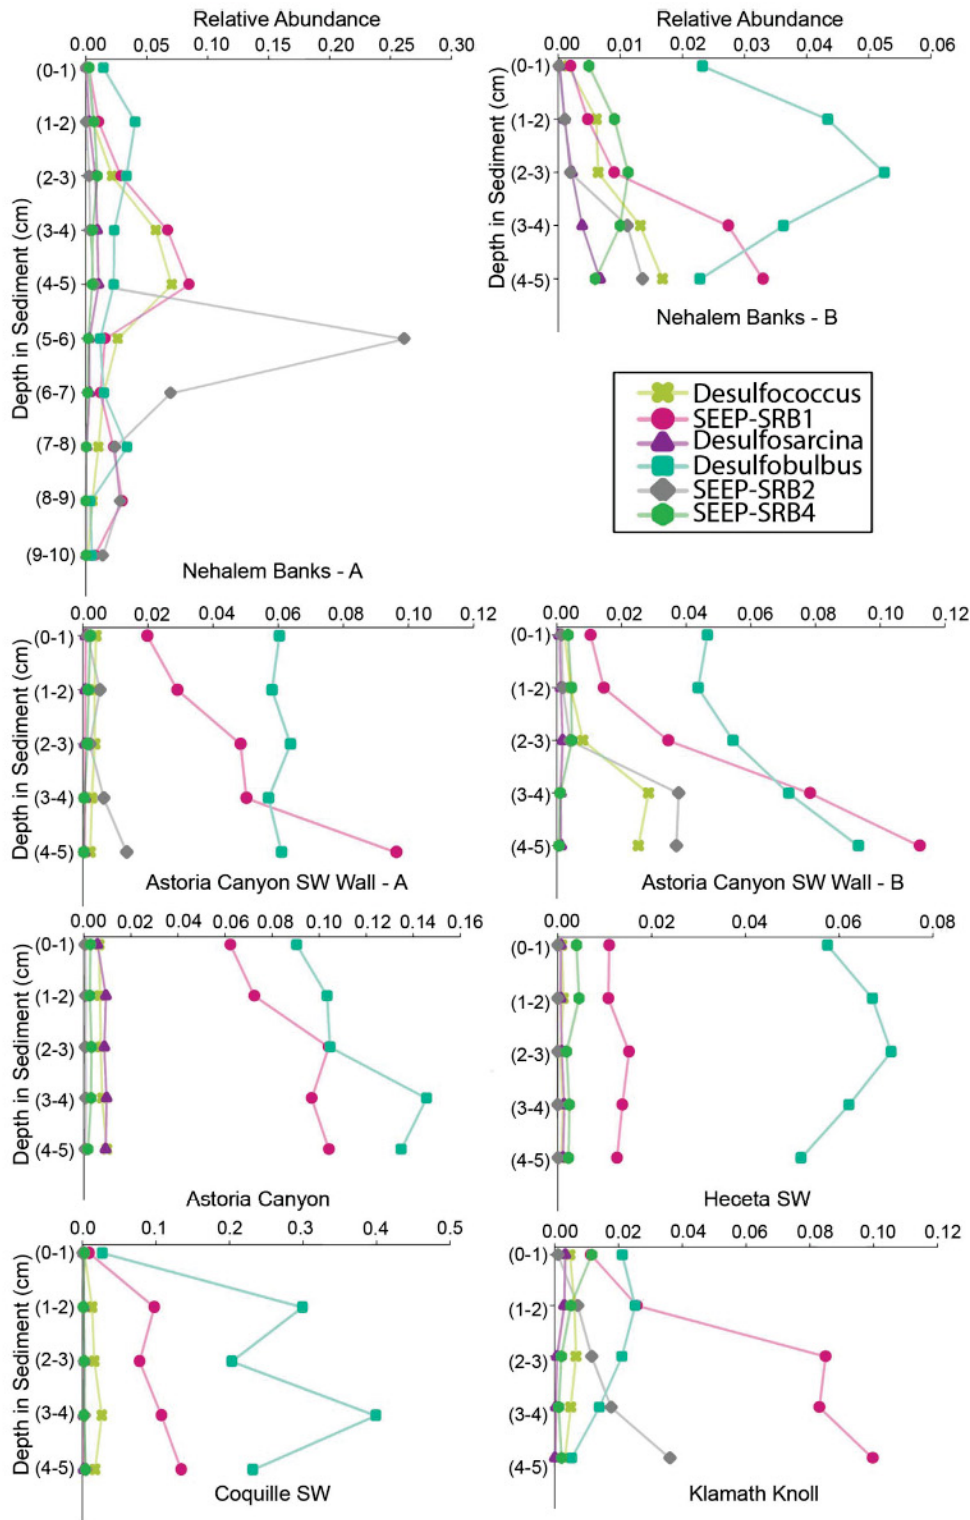 Relative Abundance
0.00 0.05 0.10 0.15 0.20 0.25 0.30
Depth in Sediment (cm)
(0-1)
(1-2)
(2-3)
(3-4)
(4-5)
(5-6)
(6-7)
(7-8)
(8-9)
(9-10)
Nehalem Banks - A
Relative Abundance
0.00 0.01 0.02 0.03 0.04 0.05 0.06
Depth in Sediment (cm)
(0-1)
(1-2)
(2-3)
(3-4)
(4-5)
Nehalem Banks - B
Desulfococcus
SEEP-SRB1
Desulfosarcina
Desulfobulbus
SEEP-SRB2
SEEP-SRB4
0.00 0.02 0.04 0.06 0.08 0.10 0.12
Depth in Sediment (cm)
(0-1)
(1-2)
(2-3)
(3-4)
(4-5)
Astoria Canyon SW Wall - A
0.00 0.02 0.04 0.06 0.08 0.10 0.12
(0-1)
(1-2)
(2-3)
(3-4)
(4-5)
Astoria Canyon SW Wall - B
0.00 0.02 0.04 0.06 0.08 0.10 0.12 0.14 0.16
Depth in Sediment (cm)
(0-1)
(1-2)
(2-3)
(3-4)
(4-5)
Astoria Canyon
0.00 0.02 0.04 0.06 0.08
(0-1)
(1-2)
(2-3)
(3-4)
(4-5)
Heceta SW
0.0 0.1 0.2 0.3 0.4 0.5
Depth in Sediment (cm)
(0-1)
(1-2)
(2-3)
(3-4)
(4-5)
Coquille SW
0.00 0.02 0.04 0.06 0.08 0.10 0.12
(0-1)
(1-2)
(2-3)
(3-4)
(4-5)
Klamath Knoll